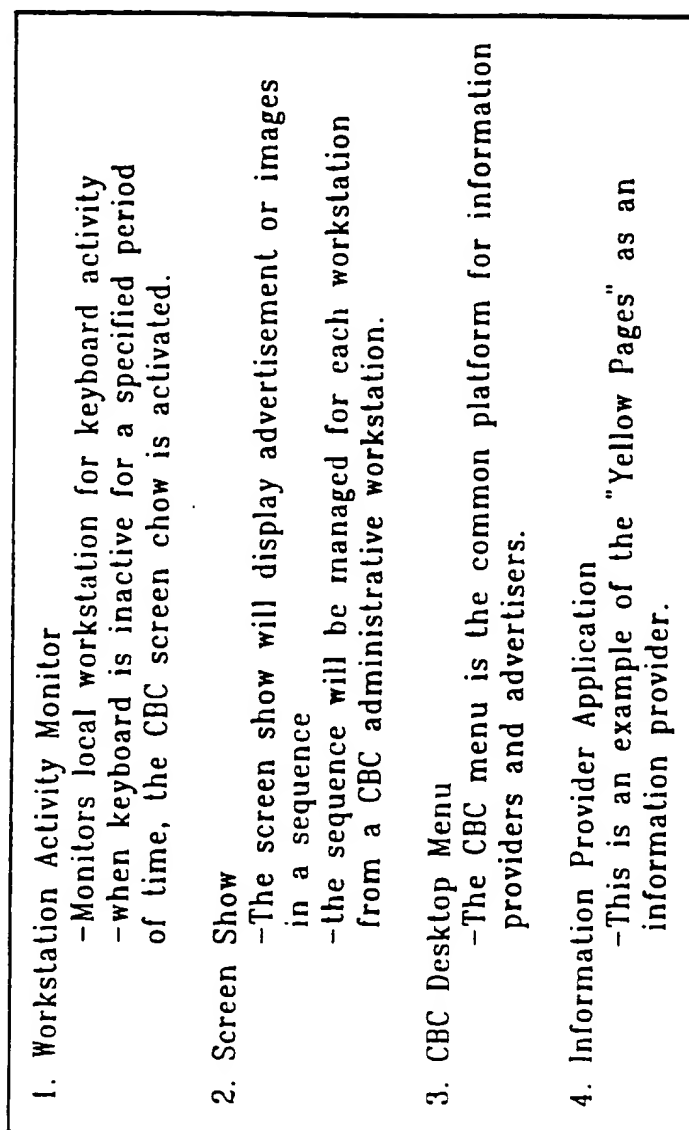 1. Workstation Activity Monitor
-Monitors local workstation for keyboard activity
-when keyboard is inactive for a specified period
of time, the CBC screen chow is activated.
2. Screen Show
-The screen show will display advertisement or images
in a sequence
-the sequence will be managed for each workstation
from a CBC administrative workstation.
3. CBC Desktop Menu
-The CBC menu is the common platform for information
providers and advertisers.
4. Information Provider Application
-This is an example of the "Yellow Pages" as an
information provider.